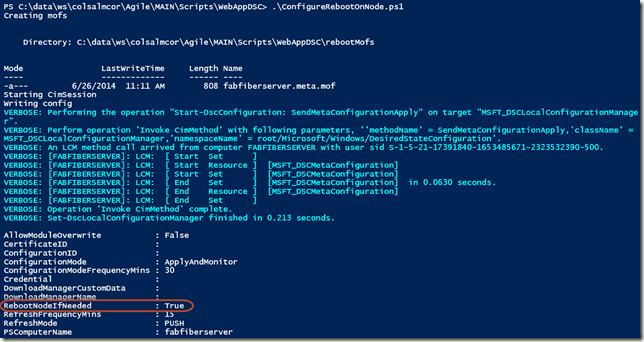 PS C:\data\ws\colsalmcor\Agile\MAIN\Scripts\WebAppDSC> .\ConfigureRebootOnNode.ps1
Creating mofs
Directory: C:\data\ws\colsalmcor\Agile\MAIN\Scripts\WebAppDSC\rebootMofs
Mode LastWriteTime Length Name
---- ------------- ------ ----
-a--- 6/26/2014 11:11 AM 808 fabfiberserver.meta.mof
Starting CimSession
Writing config
VERBOSE: Performing the operation "Start-DscConfiguration: SendMetaConfigurationApply" on target "MSFT_DSCLocalConfigurationManage
r".
VERBOSE: Perform operation 'Invoke CimMethod' with following parameters, ''methodName' = SendMetaConfigurationApply,'className' =
MSFT_DSCLocalConfigurationManager,'namespaceName' = root/Microsoft/Windows/DesiredStateConfiguration'.
VERBOSE: An LCM method call arrived from computer FABFIBERSERVER with user sid S-1-5-21-17391840-1653485671-2323532390-500.
VERBOSE: [FABFIBERSERVER]: LCM: [ Start Set ]
VERBOSE: [FABFIBERSERVER]: LCM: [ Start Resource ] [MSFT_DSCMetaConfiguration]
VERBOSE: [FABFIBERSERVER]: LCM: [ Start Set ] [MSFT_DSCMetaConfiguration]
VERBOSE: [FABFIBERSERVER]: LCM: [ End Set ] [MSFT_DSCMetaConfiguration] in 0.0630 seconds.
VERBOSE: [FABFIBERSERVER]: LCM: [ End Resource ] [MSFT_DSCMetaConfiguration]
VERBOSE: [FABFIBERSERVER]: LCM: [ End Set ]
VERBOSE: Operation 'Invoke CimMethod' complete.
VERBOSE: Set-DscLocalConfigurationManager finished in 0.213 seconds.
AllowModuleOverwrite : False
CertificateID :
ConfigurationID :
ConfigurationMode : ApplyAndMonitor
ConfigurationModeFrequencyMins : 30
Credential :
DownloadManagerCustomData :
DownloadManagerName :
RebootNodeIfNeeded : True
RefreshFrequencyMins : 15
RefreshMode : PUSH
PSComputerName : fabfiberserver